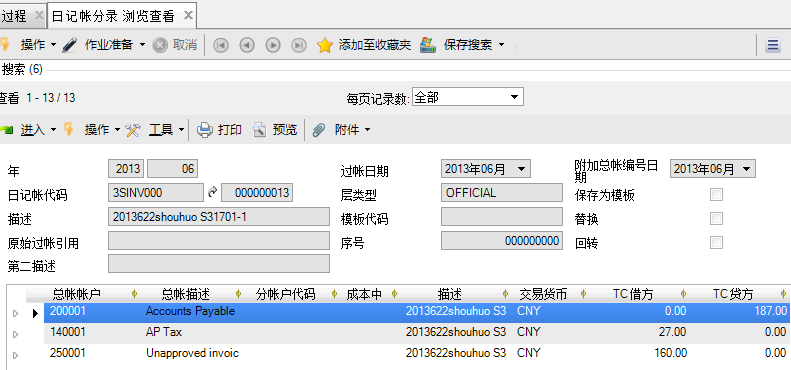 过程 日记帐分录 浏览查看
操作 作业准备 取消 添加至收藏夹 保存搜索
搜索 (6)
查看 1 - 13 / 13 每页记录数: 全部
进入 操作 工具 打印 预览 附件
年 2013 06 过帐日期 2013年06月 附加总帐编号日期 2013年06月
日记帐代码 3SINV000 000000013 层类型 OFFICIAL 保存为模板
描述 2013622shouhuo S31701-1 模板代码 替换
原始过帐引用 序号 000000000 回转
第二描述
总帐帐户 总帐描述 分帐户代码 成本中 描述 交易货币 TC 借方 TC 贷方
200001 Accounts Payable 2013622shouhuo S3 CNY 0.00 187.00
140001 AP Tax 2013622shouhuo S3 CNY 27.00 0.00
250001 Unapproved invoic 2013622shouhuo S3 CNY 160.00 0.00